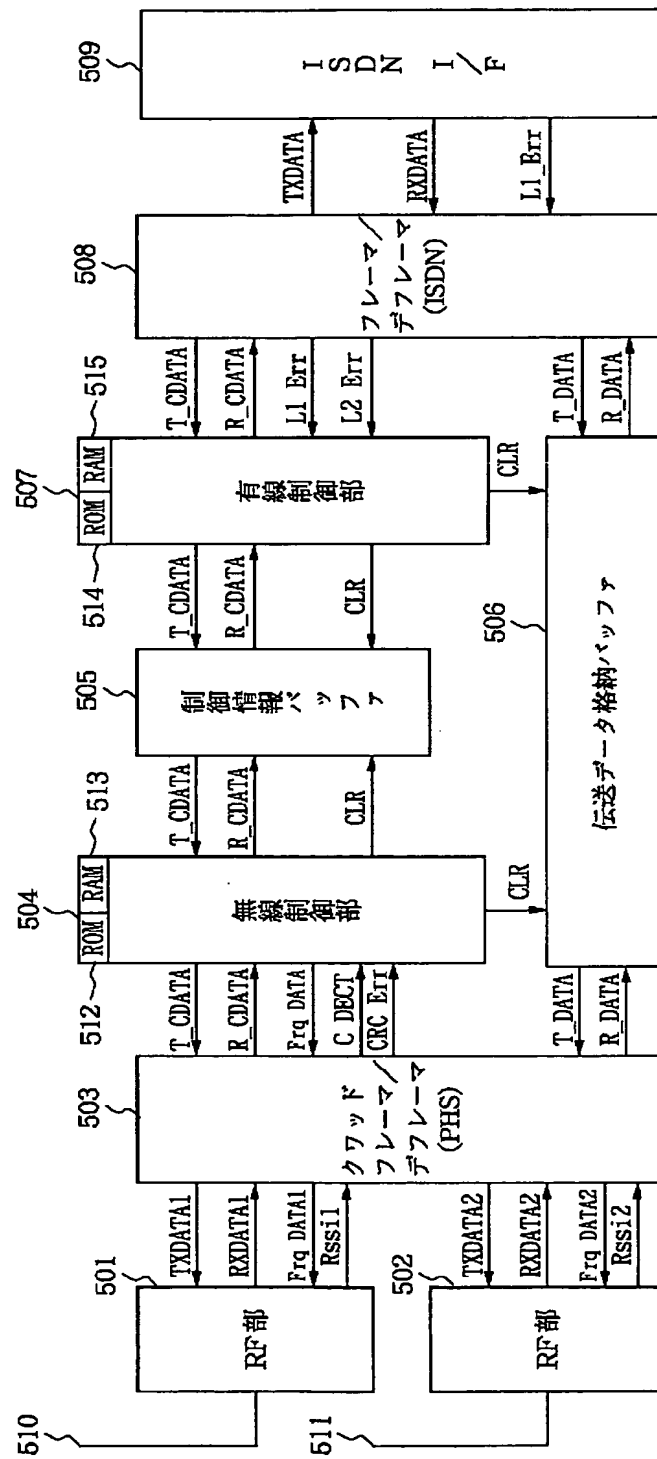 510
511
501
RF部
502
RF部
TXDATA1
RXDATA1
Frq DATA1
Rssi1
TXDATA2
RXDATA2
Frq DATA2
Rssi2
503
クワッド
フレーマ/
デフレーマ
(PHS)
T_CDATA
R_CDATA
Frq DATA
C DECT
CRC Err
T_DATA
R_DATA
504
512
513
ROM
RAM
無線制御部
CLR
T_CDATA
R_CDATA
CLR
505
制御情報バッファ
T_CDATA
R_CDATA
CLR
506
伝送データ格納バッファ
507
514
515
ROM
RAM
有線制御部
CLR
T_CDATA
R_CDATA
L1 Err
L2 Err
T_DATA
R_DATA
508
フレーマ/
デフレーマ
(ISDN)
TXDATA
RXDATA
L1_Err
509
ISDN I/F